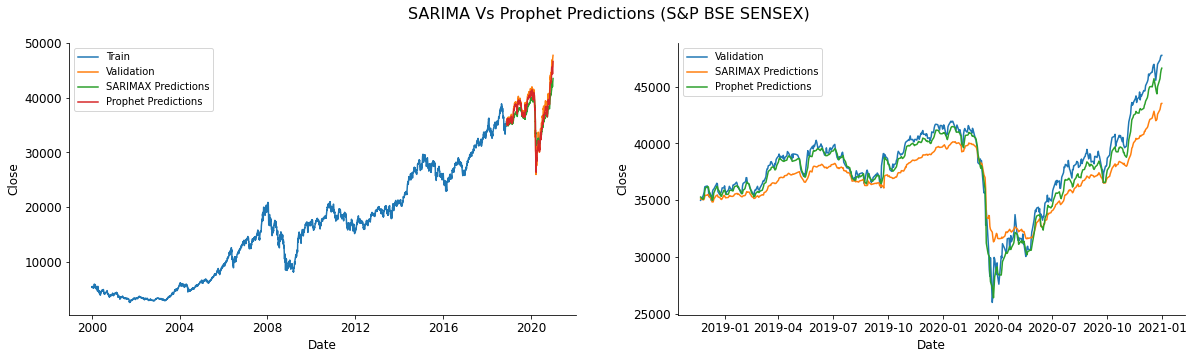 SARIMA Vs Prophet Predictions (S&P BSE SENSEX)
Train
Validation
SARIMAX Predictions
Prophet Predictions
50000
40000
30000
20000
10000
Close
2000 2004 2008 2012 2016 2020
Date
Validation
SARIMAX Predictions
Prophet Predictions
45000
40000
35000
30000
25000
Close
2019-01 2019-04 2019-07 2019-10 2020-01 2020-04 2020-07 2020-10 2021-01
Date